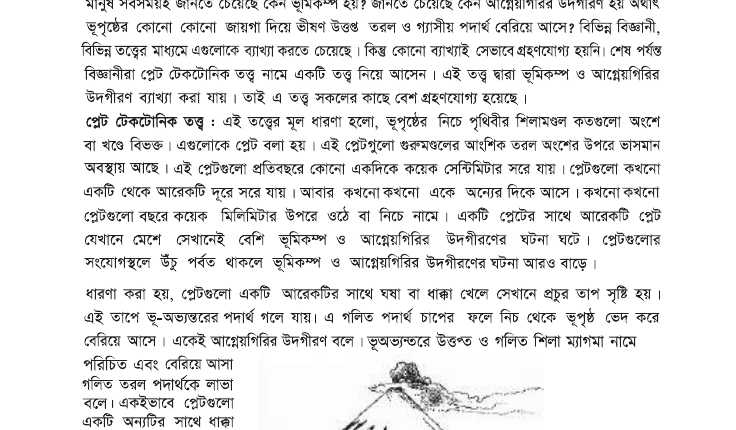 মানুষ সবসময়ই জানতে চেয়েছে কেন ভূমিকম্প হয়? জানতে চেয়েছে কেন আগ্নেয়গিরির উদগীরণ হয় অর্থাৎ
ভূপৃষ্ঠের কোনো কোনো জায়গা দিয়ে ভীষণ উত্তপ্ত তরল ও গ্যাসীয় পদার্থ বেরিয়ে আসে? বিভিন্ন বিজ্ঞানী,
বিভিন্ন তত্ত্বের মাধ্যমে এগুলোকে ব্যাখ্যা করতে চেয়েছে। কিন্তু কোনো ব্যাখ্যাই সেভাবে গ্রহণযোগ্য হয়নি। শেষ পর্যন্ত
বিজ্ঞানীরা প্লেট টেকটোনিক তত্ত্ব নামে একটি তত্ত্ব নিয়ে আসেন। এই তত্ত্ব দ্বারা ভূমিকম্প ও আগ্নেয়গিরির
উদগীরণ ব্যাখ্যা করা যায়। তাই এ তত্ত্ব সকলের কাছে বেশ গ্রহণযোগ্য হয়েছে।
প্লেট টেকটোনিক তত্ত্ব : এই তত্ত্বের মূল ধারণা হলো, ভূপৃষ্ঠের নিচে পৃথিবীর শিলামণ্ডল কতগুলো অংশে
বা খণ্ডে বিভক্ত। এগুলোকে প্লেট বলা হয়। এই প্লেটগুলো গুরুমণ্ডলের আংশিক তরল অংশের উপরে ভাসমান
অবস্থায় আছে। এই প্লেটগুলো প্রতিবছরে কোনো একদিকে কয়েক সেন্টিমিটার সরে যায়। প্লেটগুলো কখনো
একটি থেকে আরেকটি দূরে সরে যায়। আবার কখনো কখনো একে অন্যের দিকে আসে। কখনো কখনো
প্লেটগুলো বছরে কয়েক মিলিমিটার উপরে ওঠে বা নিচে নামে। একটি প্লেটের সাথে আরেকটি প্লেট
যেখানে মেশে সেখানেই বেশি ভূমিকম্প ও আগ্নেয়গিরির উদগীরণের ঘটনা ঘটে। প্লেটগুলোর
সংযোগস্থলে উঁচু পর্বত থাকলে ভূমিকম্প ও আগ্নেয়গিরির উদগীরণের ঘটনা আরও বাড়ে।
ধারণা করা হয়, প্লেটগুলো একটি আরেকটির সাথে ঘষা বা ধাক্কা খেলে সেখানে প্রচুর তাপ সৃষ্টি হয়।
এই তাপে ভূ-অভ্যন্তরের পদার্থ গলে যায়। এ গলিত পদার্থ চাপের ফলে নিচ থেকে ভূপৃষ্ঠ ভেদ করে
বেরিয়ে আসে। একেই আগ্নেয়গিরির উদগীরণ বলে। ভূঅভ্যন্তরে উত্তপ্ত ও গলিত শিলা ম্যাগমা নামে
পরিচিত এবং বেরিয়ে আসা
গলিত তরল পদার্থকে লাভা
বলে। একইভাবে প্লেটগুলো
একটি অন্যটির সাথে ধাক্কা